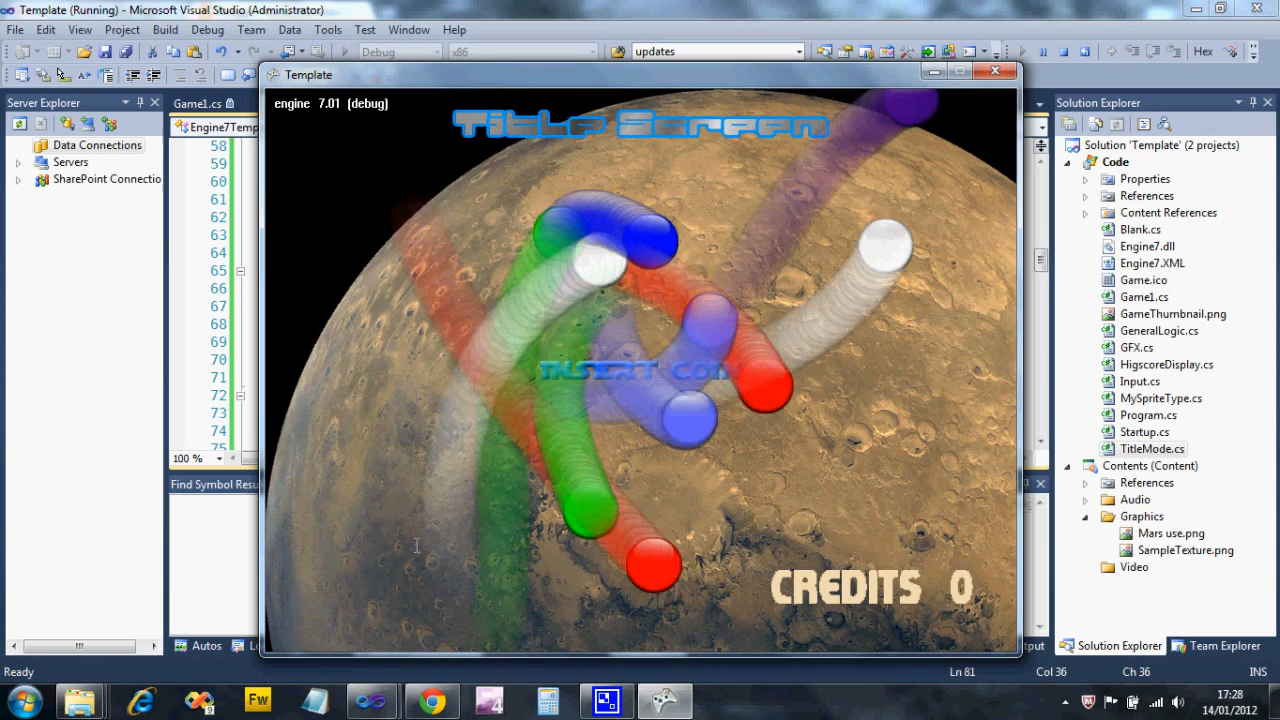 Template (Running) - Microsoft Visual Studio (Administrator)
File Edit View Project Build Debug Team Data Tools Test Window Help
Debug x86 updates Hex
Template
Server Explorer
Data Connections
Servers
SharePoint Connectio
Game1.cs
Engine7Temp
58
59
60
61
62
63
64
65
66
67
68
69
70
71
72
73
74
75
100 %
Find Symbol Resu
Autos
engine 7.01 (debug)
Title Screen
INSERT COIN
CREDITS 0
Solution Explorer
Solution 'Template' (2 projects)
Code
Properties
References
Content References
Blank.cs
Engine7.dll
Engine7.XML
Game.ico
Game1.cs
GameThumbnail.png
GeneralLogic.cs
GFX.cs
HigscoreDisplay.cs
Input.cs
MySpriteType.cs
Program.cs
Startup.cs
TitleMode.cs
Contents (Content)
References
Audio
Graphics
Mars use.png
SampleTexture.png
Video
Solution Explorer Team Explorer
Ready Ln 81 Col 36 Ch 36 INS
Fw
4
17:28
14/01/2012